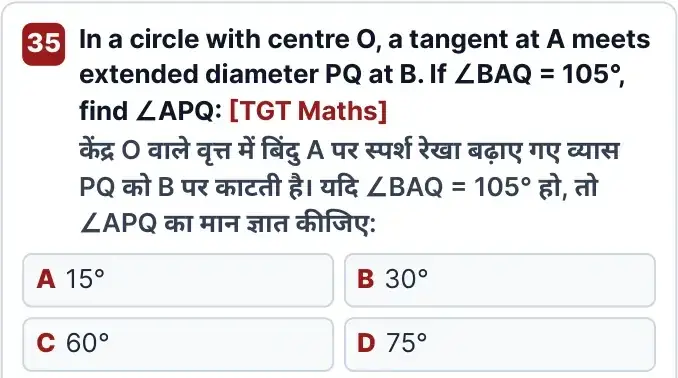 35 In a circle with centre O, a tangent at A meets
extended diameter PQ at B. If ∠BAQ = 105°,
find ∠APQ: [TGT Maths]
केंद्र O वाले वृत्त में बिंदु A पर स्पर्श रेखा बढ़ाए गए व्यास
PQ को B पर काटती है। यदि ∠BAQ = 105° हो, तो
∠APQ का मान ज्ञात कीजिए:
A 15° B 30°
C 60° D 75°